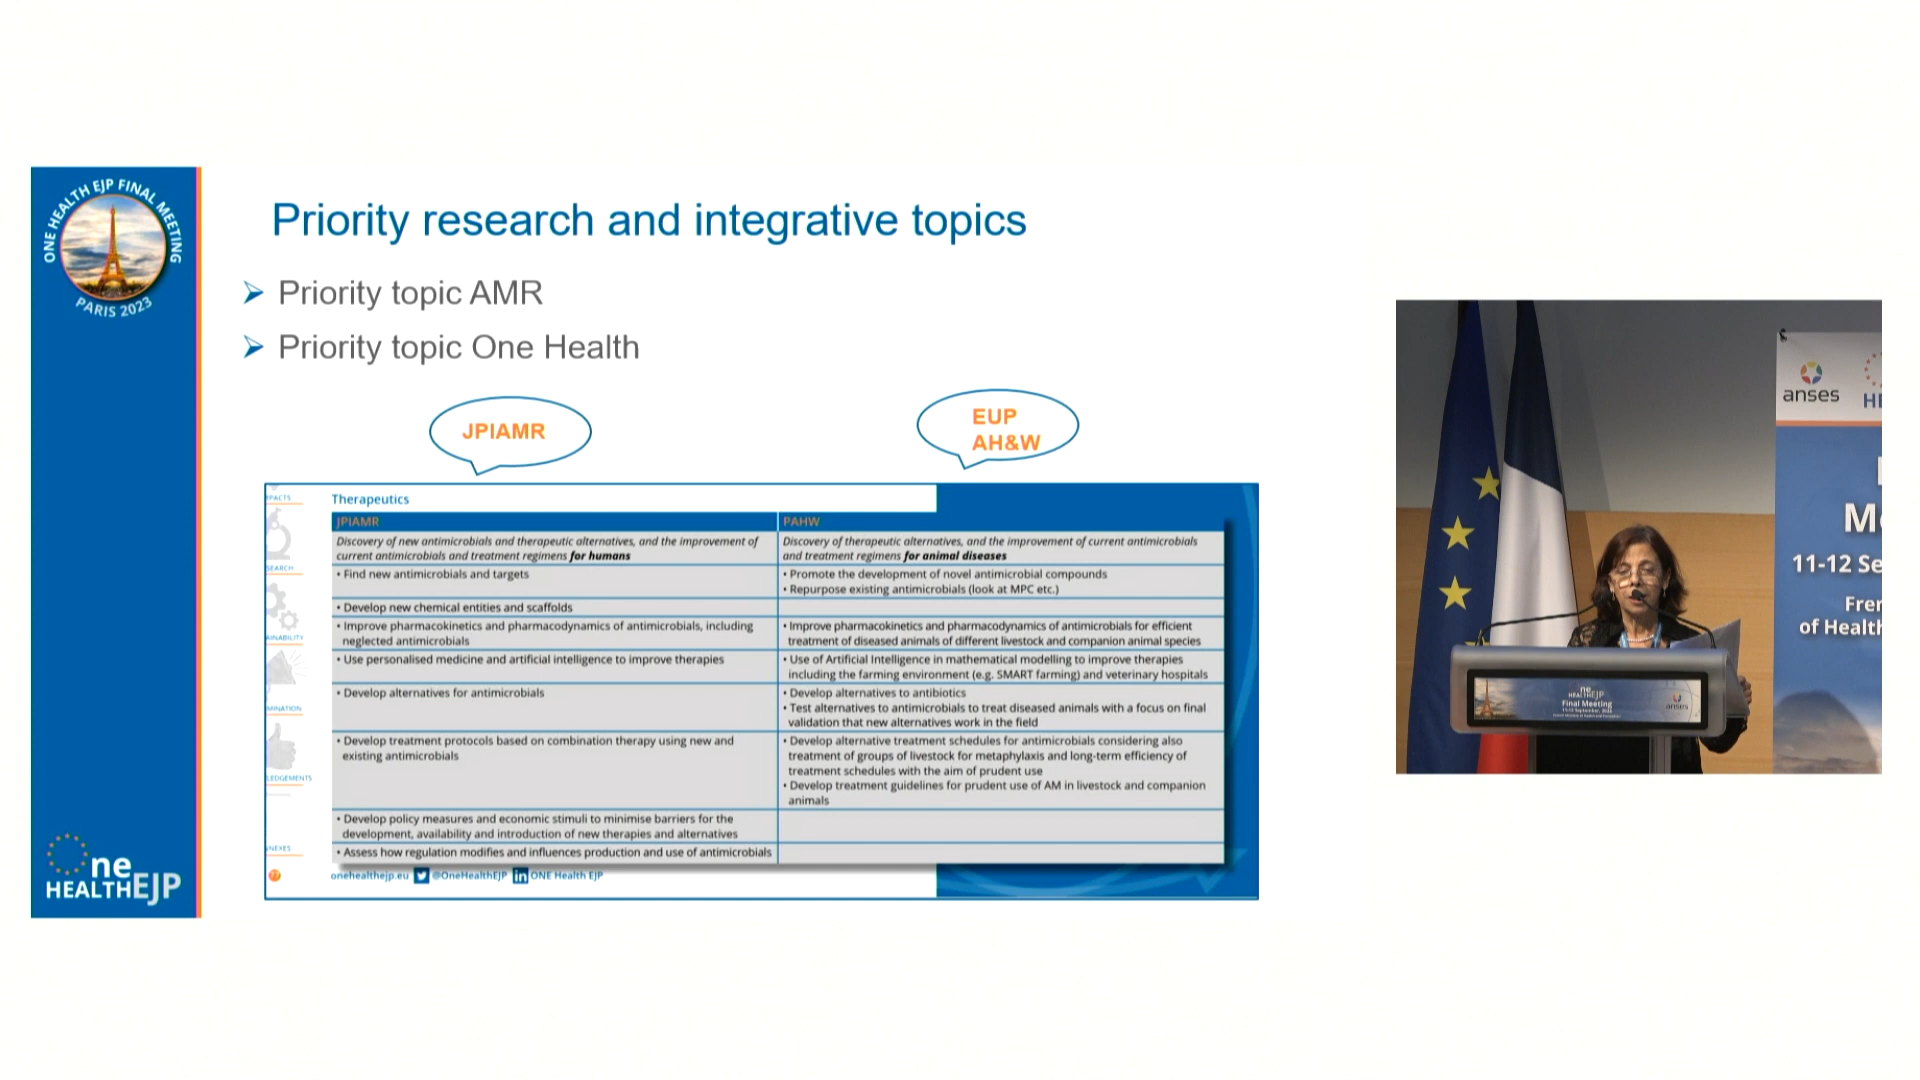 ONE HEALTH EJP FINAL MEETING
PARIS 2023
Priority research and integrative topics
Priority topic AMR
Priority topic One Health
JPIAMR
EUP
AH&W
Therapeutics
JPIAMR
PAHW
Discovery of new antimicrobials and therapeutic alternatives, and the improvement of
current antimicrobials and treatment regimens for humans
Discovery of therapeutic alternatives, and the improvement of current antimicrobials
and treatment regimens for animal diseases
• Find new antimicrobials and targets
• Promote the development of novel antimicrobial compounds
• Repurpose existing antimicrobials (look at MPC etc.)
• Develop new chemical entities and scaffolds
• Improve pharmacokinetics and pharmacodynamics of antimicrobials, including
neglected antimicrobials
• Improve pharmacokinetics and pharmacodynamics of antimicrobials for efficient
treatment of diseased animals of different livestock and companion animal species
• Use personalised medicine and artificial intelligence to improve therapies
• Use of Artificial Intelligence in mathematical modelling to improve therapies
including the farming environment (e.g. SMART farming) and veterinary hospitals
• Develop alternatives for antimicrobials
• Develop alternatives to antibiotics
• Test alternatives to antimicrobials to treat diseased animals with a focus on final
validation that new alternatives work in the field
• Develop treatment protocols based on combination therapy using new and
existing antimicrobials
• Develop alternative treatment schedules for antimicrobials considering also
treatment of groups of livestock for metaphylaxis and long-term efficiency of
treatment schedules with the aim of prudent use
• Develop treatment guidelines for prudent use of AM in livestock and companion
animals
• Develop policy measures and economic stimuli to minimise barriers for the
development, availability and introduction of new therapies and alternatives
• Assess how regulation modifies and influences production and use of antimicrobials
PACTS
SEARCH
AINABILITY
MINATION
LEDGEMENTS
NEXES
77
onehealthejp.eu @OneHealthEJP in ONE Health EJP
One
HEALTHEJP
anses
HE
M
11-12 Se
Fren
of Healt
One
HEALTHEJP
Final Meeting
anses